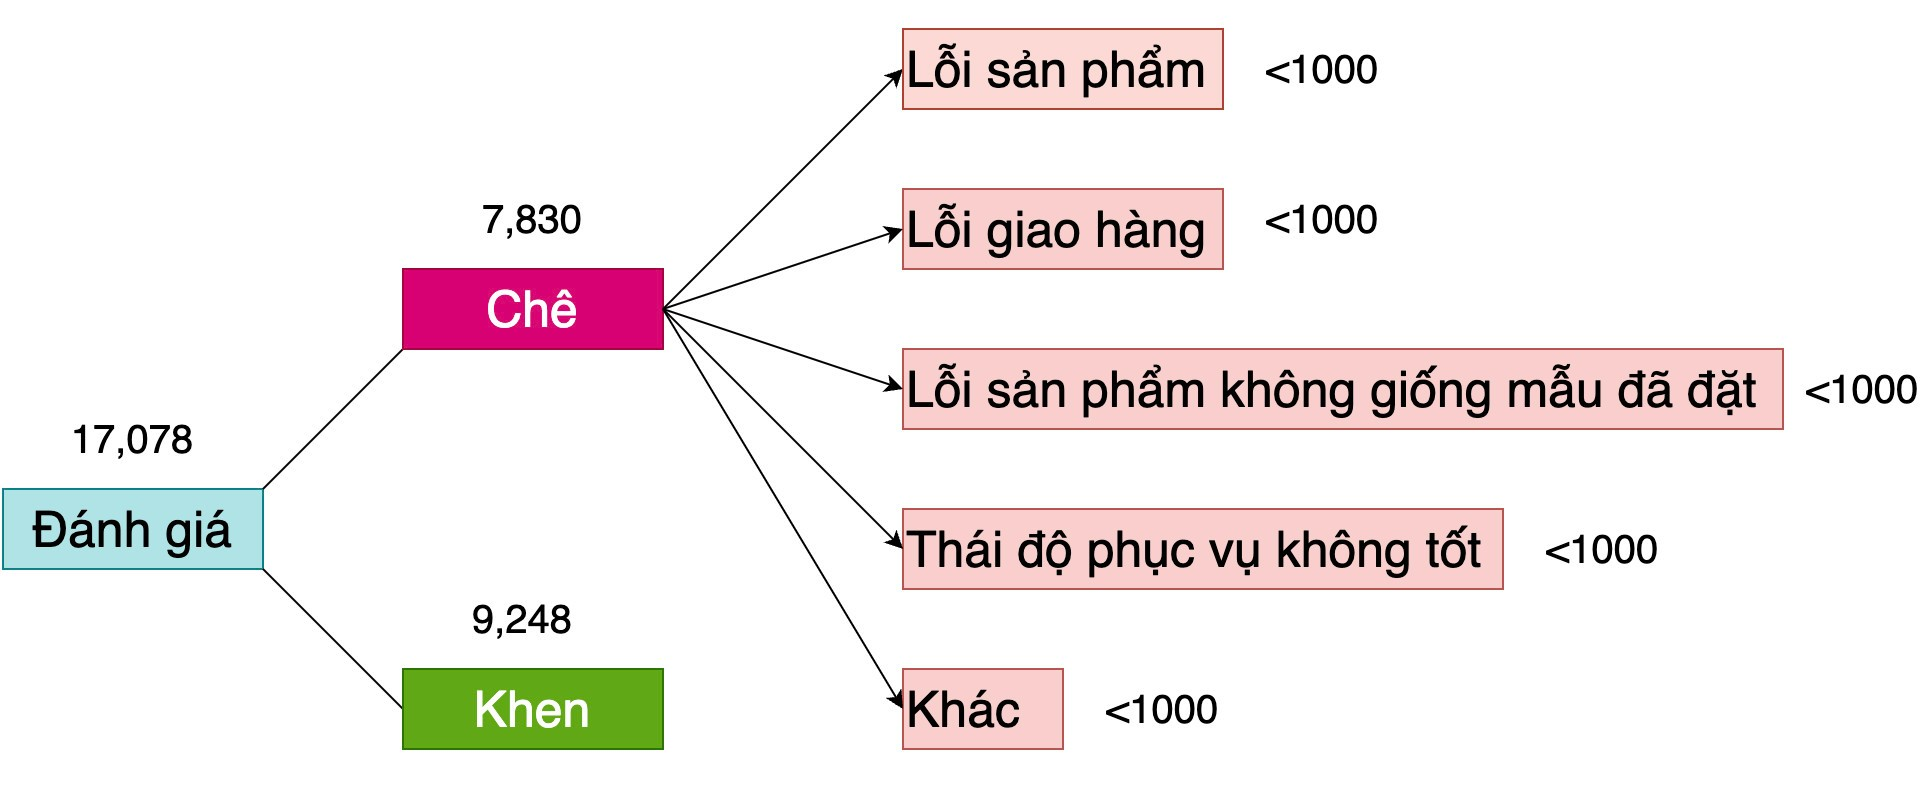 Lỗi sản phẩm <1000
7,830
Lỗi giao hàng <1000
Chê
Lỗi sản phẩm không giống mẫu đã đặt <1000
17,078
Đánh giá
Thái độ phục vụ không tốt <1000
9,248
Khen
Khác <1000